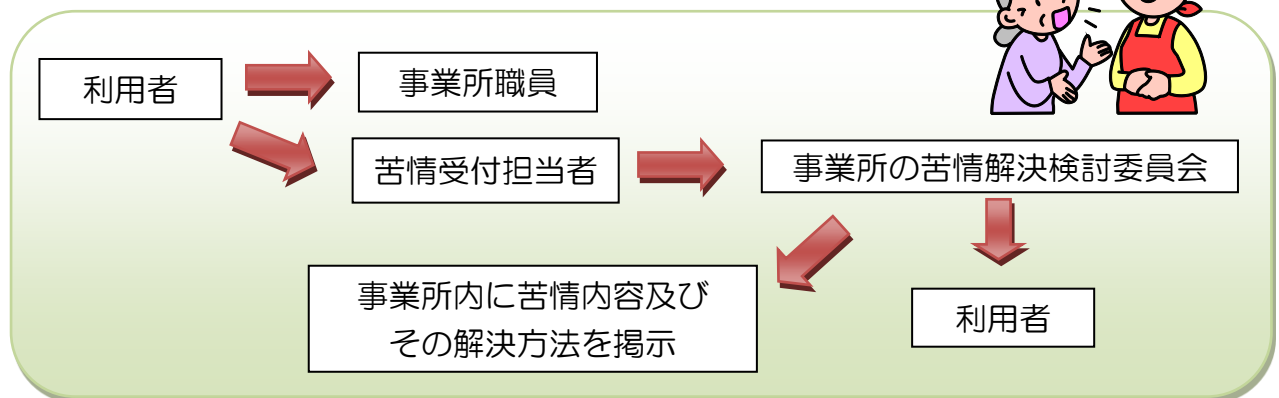 利用者
事業所職員
苦情受付担当者
事業所の苦情解決検討委員会
事業所内に苦情内容及び
その解決方法を掲示
利用者